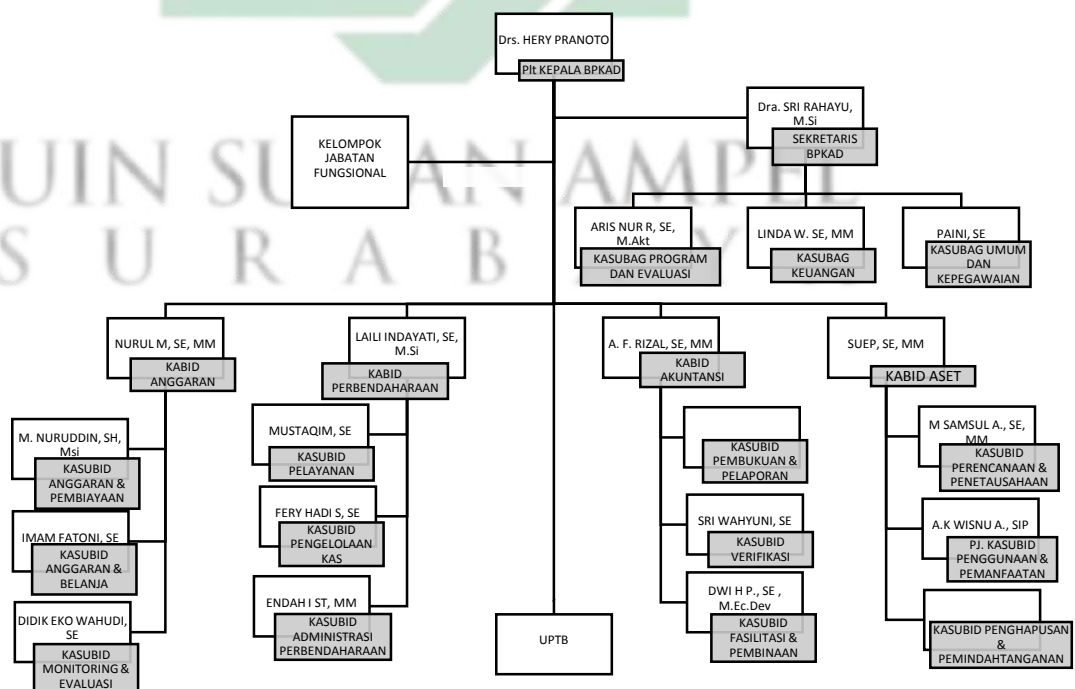 Drs. HERY PRANOTO
Plt KEPALA BPKAD
Dra. SRI RAHAYU,
M.Si
SEKRETARIS
BPKAD
KELOMPOK
JABATAN
FUNGSIONAL
UIN SUNAN AMPEL
SURABAYA
ARIS NUR R, SE,
M.Akt
KASUBAG PROGRAM
DAN EVALUASI
LINDA W. SE, MM
KASUBAG
KEUANGAN
PAINI, SE
KASUBAG UMUM
DAN
KEPEGAWAIAN
NURUL M, SE, MM
KABID
ANGGARAN
LAILI INDAYATI, SE,
M.Si
KABID
PERBENDAHARAAN
A. F. RIZAL, SE, MM
KABID
AKUNTANSI
SUEP, SE, MM
KABID ASET
M. NURUDDIN, SH,
Msi
KASUBID
ANGGARAN &
PEMBIAYAAN
IMAM FATONI, SE
KASUBID
ANGGARAN &
BELANJA
DIDIK EKO WAHUDI,
SE
KASUBID
MONITORING &
EVALUASI
MUSTAQIM, SE
KASUBID
PELAYANAN
FERY HADI S, SE
KASUBID
PENGELOLAAN
KAS
ENDAH I ST, MM
KASUBID
ADMINISTRASI
PERBENDAHARAAN
UPTB
KASUBID
PEMBUKUAN &
PELAPORAN
SRI WAHYUNI, SE
KASUBID
VERIFIKASI
DWI H P., SE ,
M.Ec.Dev
KASUBID
FASILITASI &
PEMBINAAN
M SAMSUL A., SE,
MM
KASUBID
PERENCANAAN &
PENETAUSAHAAN
A.K WISNU A., SIP
PJ. KASUBID
PENGGUNAAN &
PEMANFAATAN
KASUBID PENGHAPUSAN
&
PEMINDAHTANGANAN